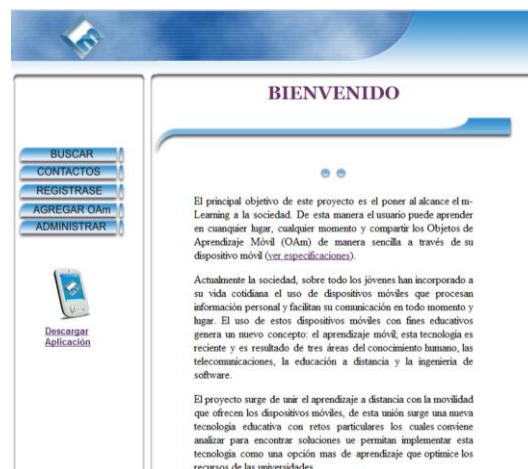 BIENVENIDO
BUSCAR
CONTACTOS
REGISTRASE
AGREGAR OAm
ADMINISTRAR
Descargar
Aplicación
El principal objetivo de este proyecto es el poner al alcance el m-
Learning a la sociedad. De esta manera el usuario puede aprender
en cuanquier lugar, cualquier momento y compartir los Objetos de
Aprendizaje Móvil (OAm) de manera sencilla a través de su
dispositivo móvil (ver especificaciones).
Actualmente la sociedad, sobre todo los jóvenes han incorporado a
su vida cotidiana el uso de dispositivos móviles que procesan
información personal y facilitan su comunicación en todo momento y
lugar. El uso de estos dispositivos móviles con fines educativos
genera un nuevo concepto: el aprendizaje móvil; esta tecnología es
reciente y es resultado de tres áreas del conocimiento humano, las
telecomunicaciones, la educación a distancia y la ingeniería de
software.
El proyecto surge de unir el aprendizaje a distancia con la movilidad
que ofrecen los dispositivos móviles, de esta unión surge una nueva
tecnología educativa con retos particulares los cuales conviene
analizar para encontrar soluciones ue permitan implementar esta
tecnología como una opción mas de aprendizaje que optimice los
recursos de las universidades.